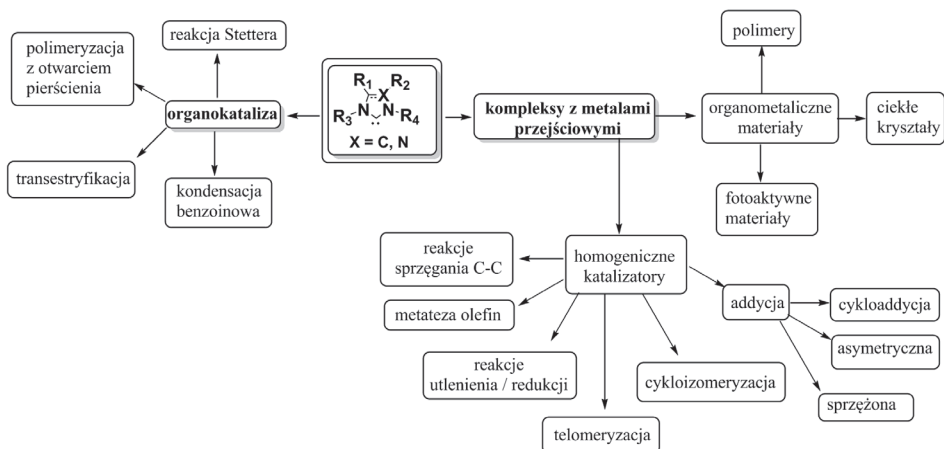 reakcja Stettera
polimeryzacja
z otwarciem
pierścienia
organokataliza
transestryfikacja
kondensacja
benzoinowa
R1 R2
X
R3 N N R4
X = C, N
kompleksy z metalami
przejściowymi
polimery
organometaliczne
materiały
ciekłe
kryształy
fotoaktywne
materiały
homogeniczne
katalizatory
reakcje
sprzęgania C-C
metateza olefin
reakcje
utlenienia / redukcji
telomeryzacja
cykloizomeryzacja
addycja
cykloaddycja
asymetryczna
sprzężona